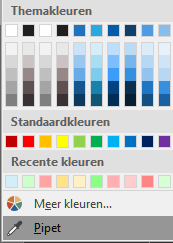 Themakleuren
Standaardkleuren
Recente kleuren
Meer kleuren...
Pipet